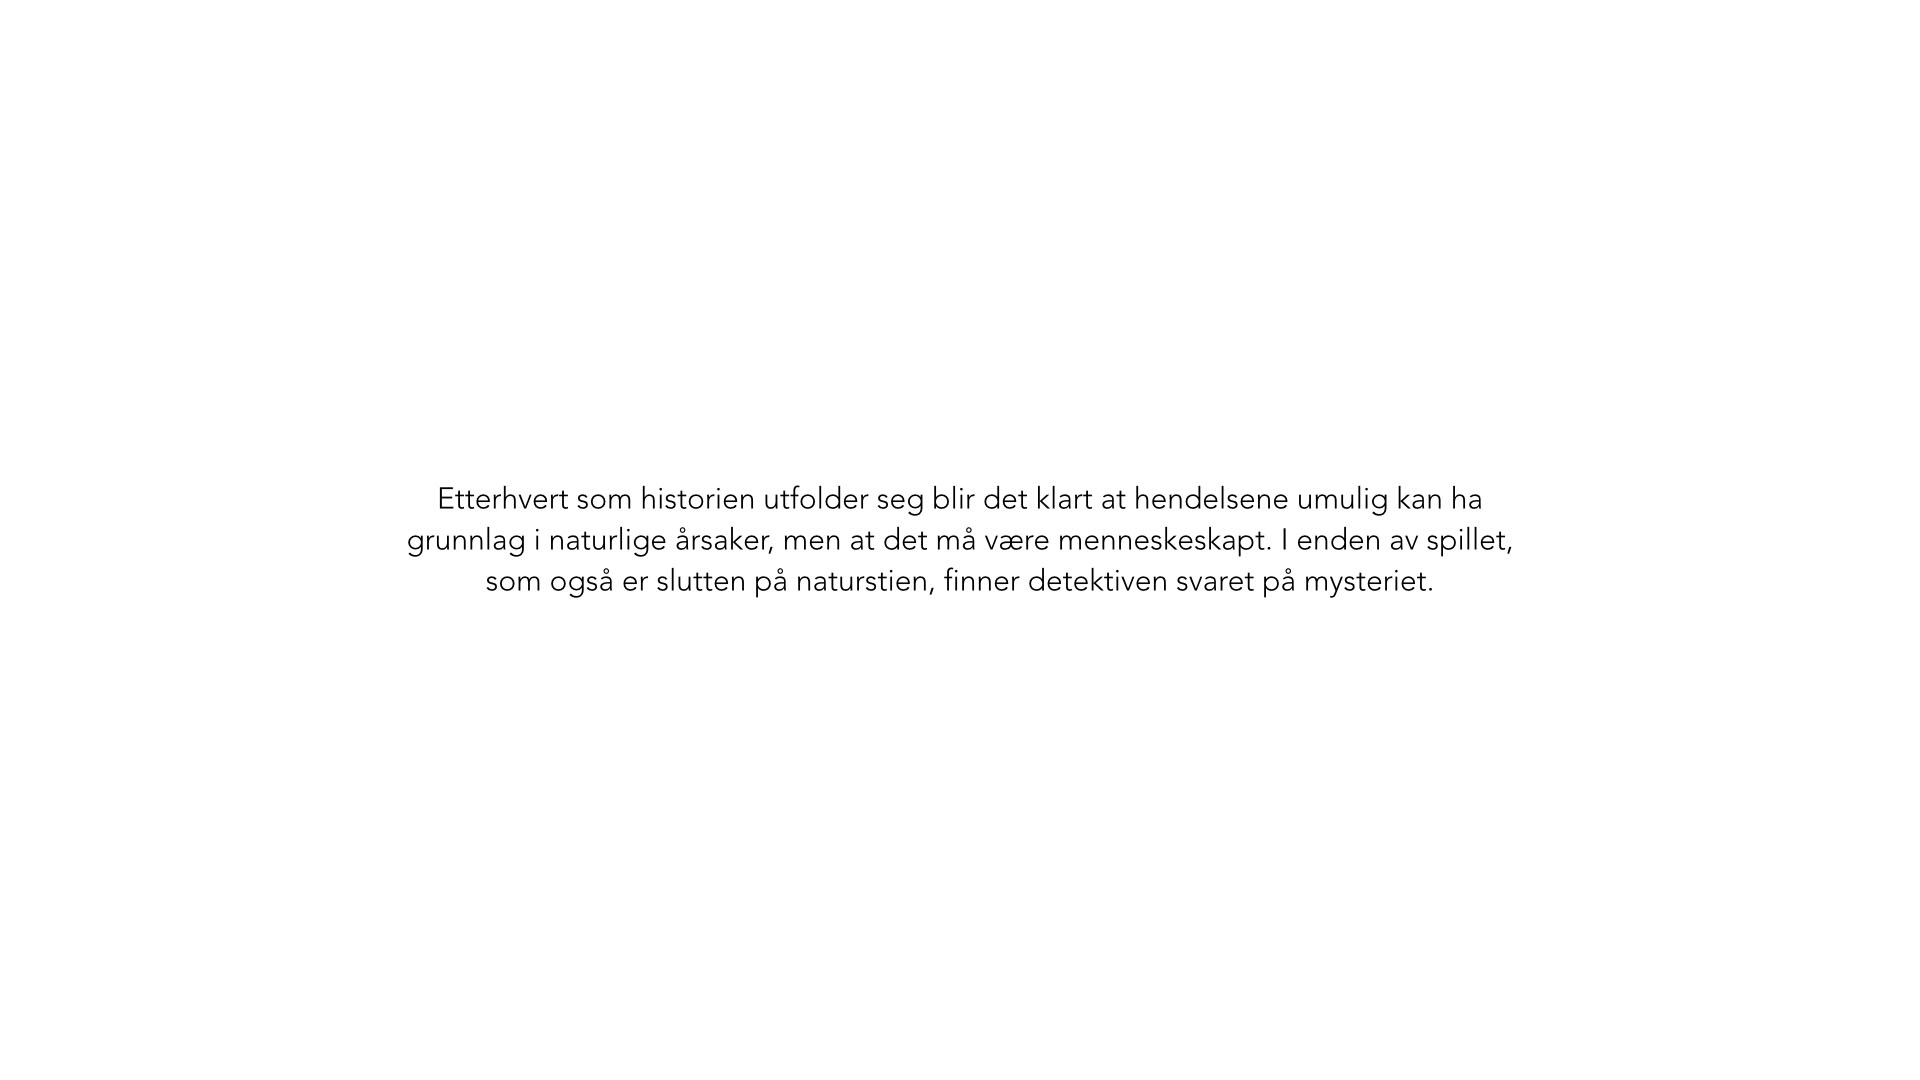 Etterhvert som historien utfolder seg blir det klart at hendelsene umulig kan ha
grunnlag i naturlige årsaker, men at det må være menneskeskapt. I enden av spillet,
som også er slutten på naturstien, finner detektiven svaret på mysteriet.